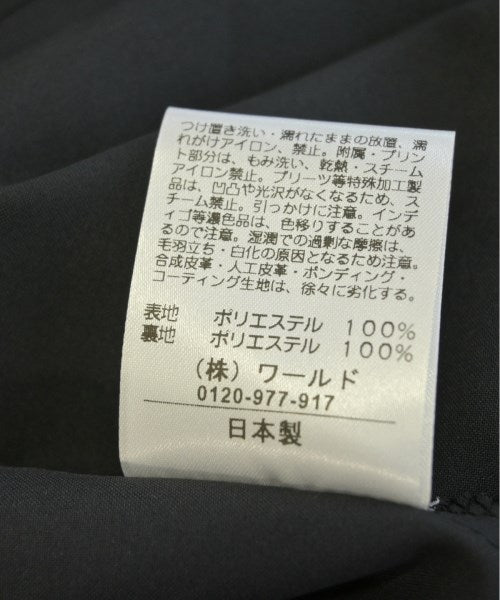 つけ置き洗い・濡れたままの放置、濡
れがけアイロン、禁止。附属・プリン
ト部分は、もみ洗い、乾熱・スチーム
アイロン禁止。プリーツ等特殊加工製
品は、凹凸や光沢がなくなるため、ス
チーム禁止。引っかけに注意。インデ
ィゴ等濃色品は、色移りすることがあ
るので注意。湿潤での過剰な摩擦は、
毛羽立ち・白化の原因となるため注意。
合成皮革・人工皮革・ボンディング・
コーティング生地は、徐々に劣化する。
表地 ポリエステル 100%
裏地 ポリエステル 100%
(株)ワールド
0120-977-917
日本製